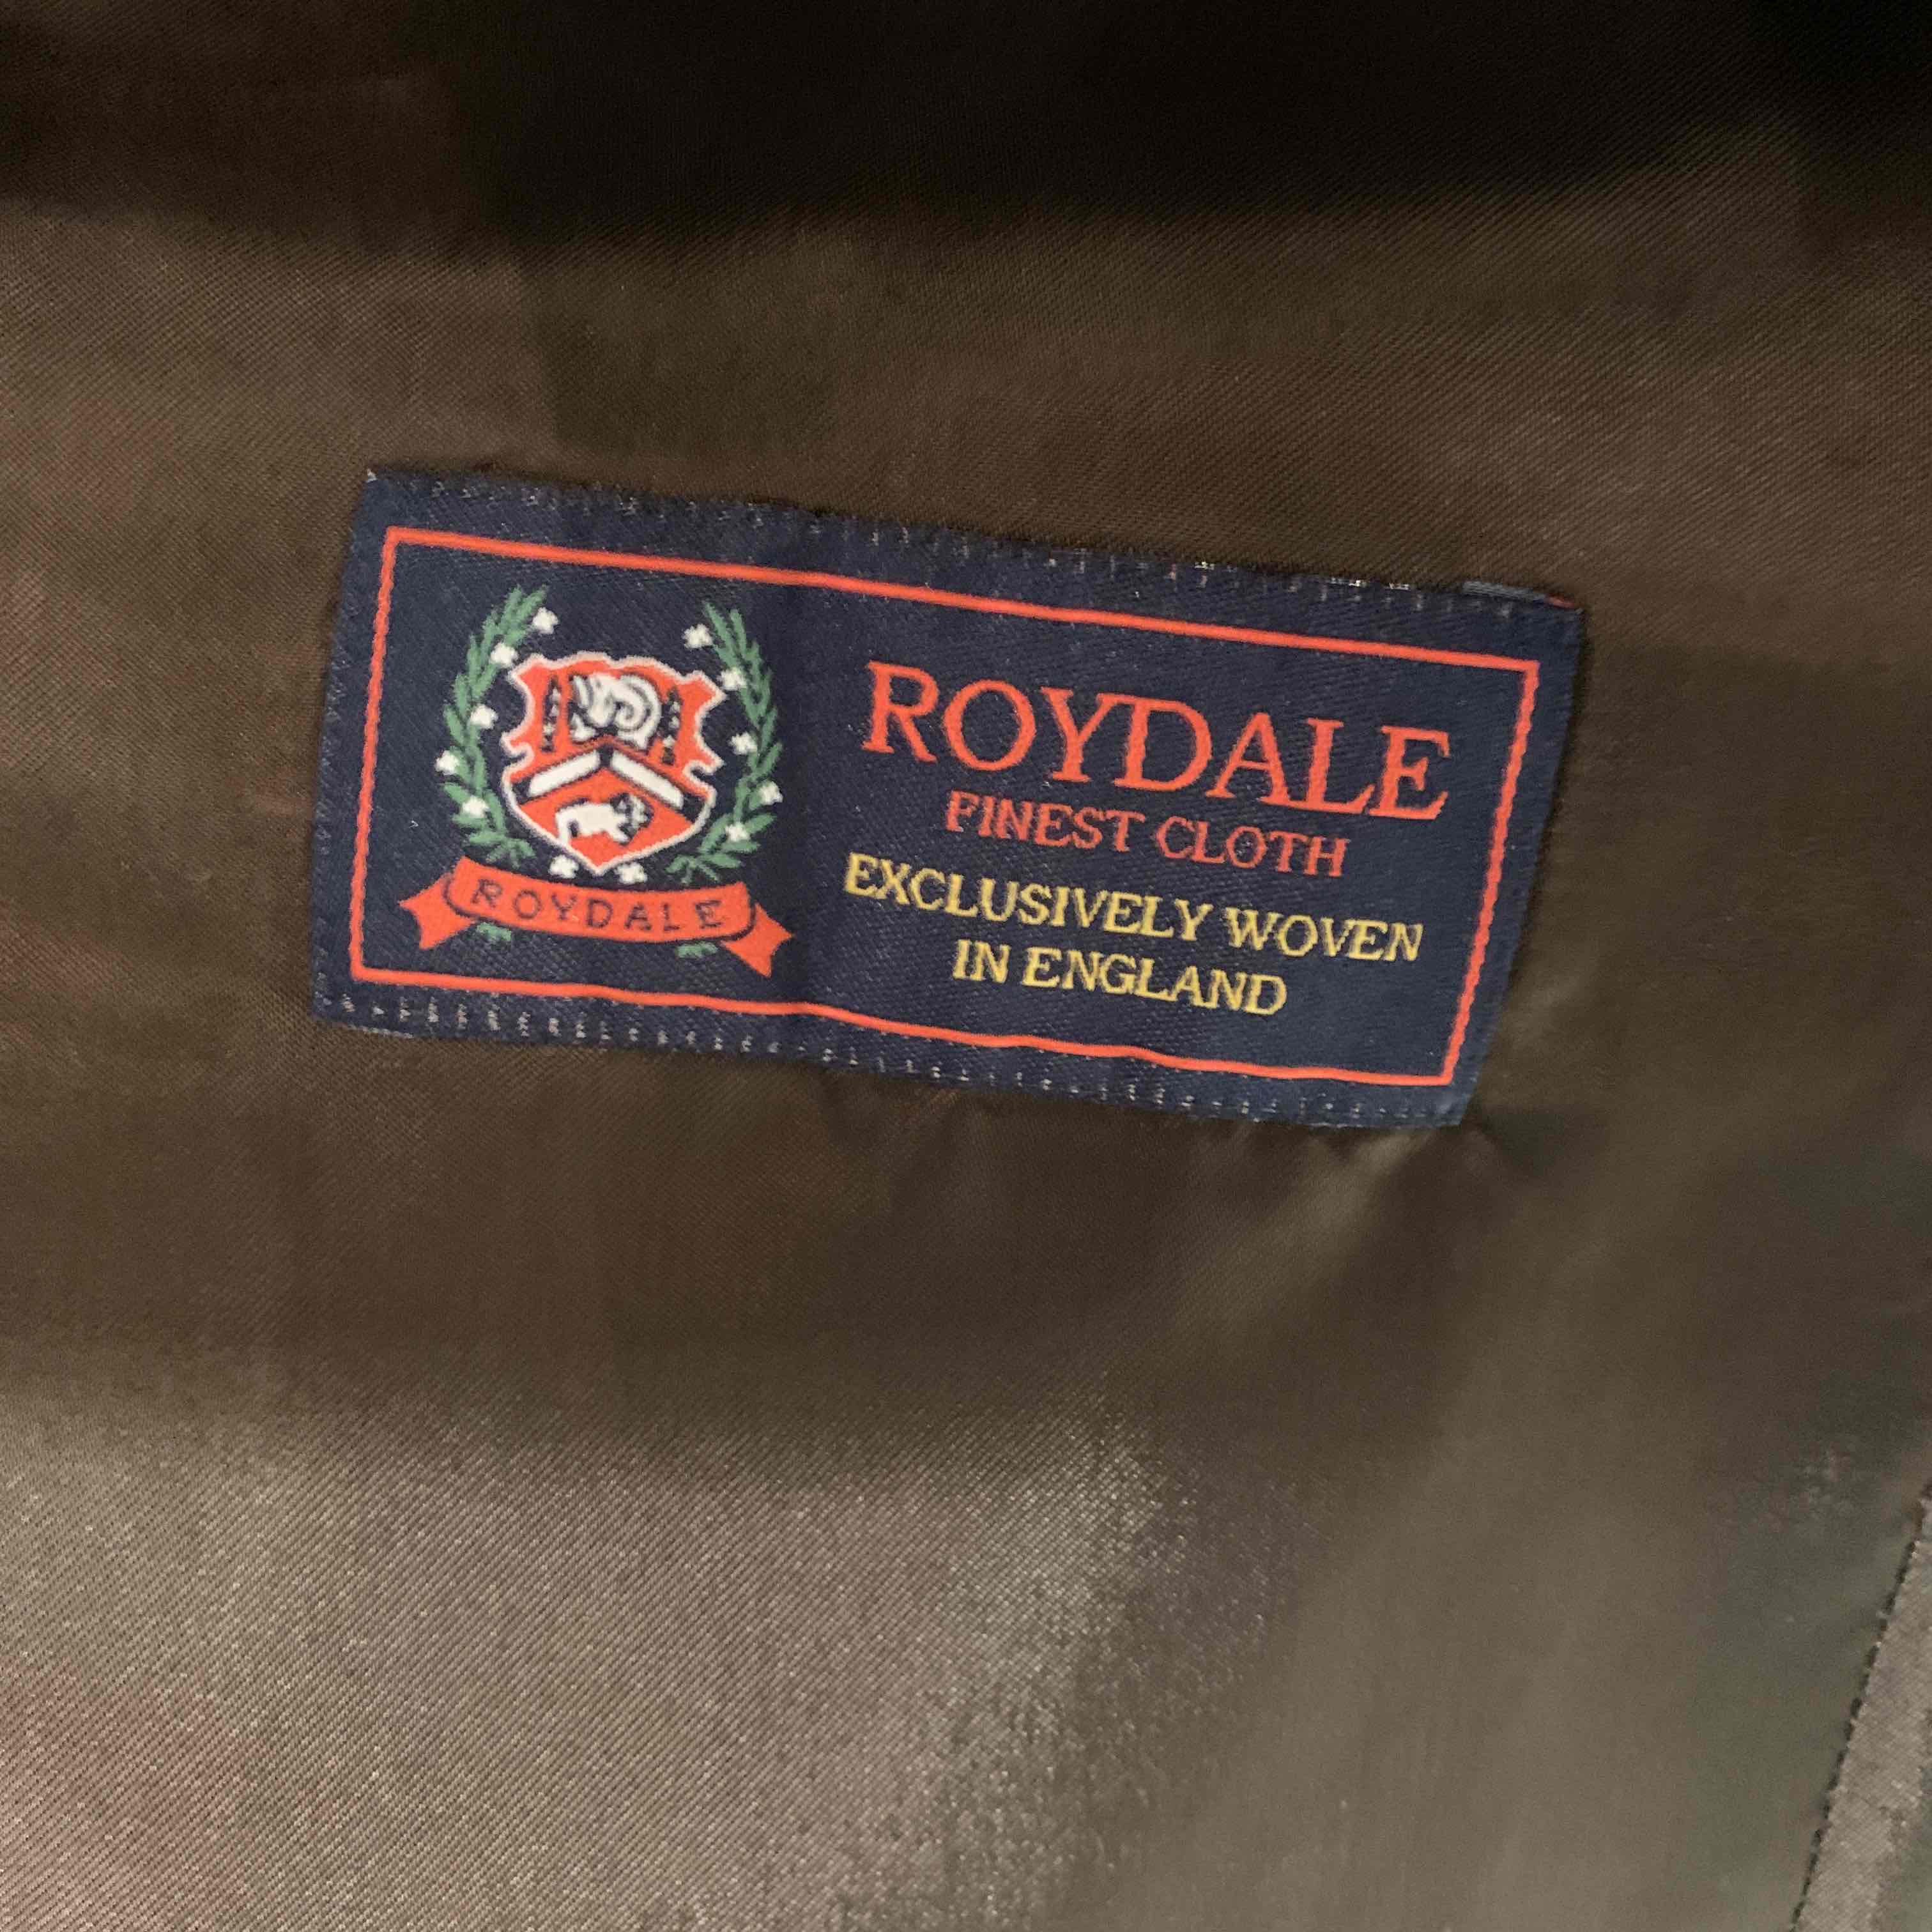 ROYDALE
ROYDALE
FINEST CLOTH
EXCLUSIVELY WOVEN
IN ENGLAND